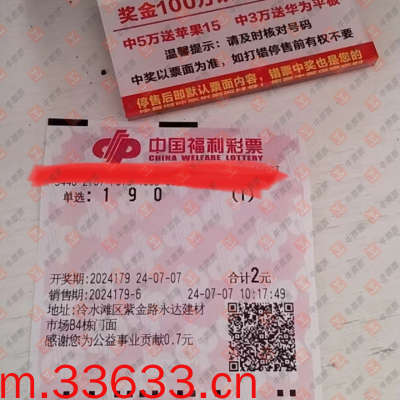 奖金100万
中5万送苹果15 中3万送华为平板
温馨提示：请及时核对号码
中奖以票面为准，如打错停售前有权不要
停售后即默认票面内容，错票中奖也是您的
中国福利彩票
CHINA WELFARE LOTTERY
单选：190 (1)
开奖期：2024179 24-07-07 合计2元
销售期：2024179-6 24-07-07 10:17:49
地址：冷水滩区紫金路永达建材
市场B4栋门面
感谢您为公益事业贡献0.7元
m.33633.cn